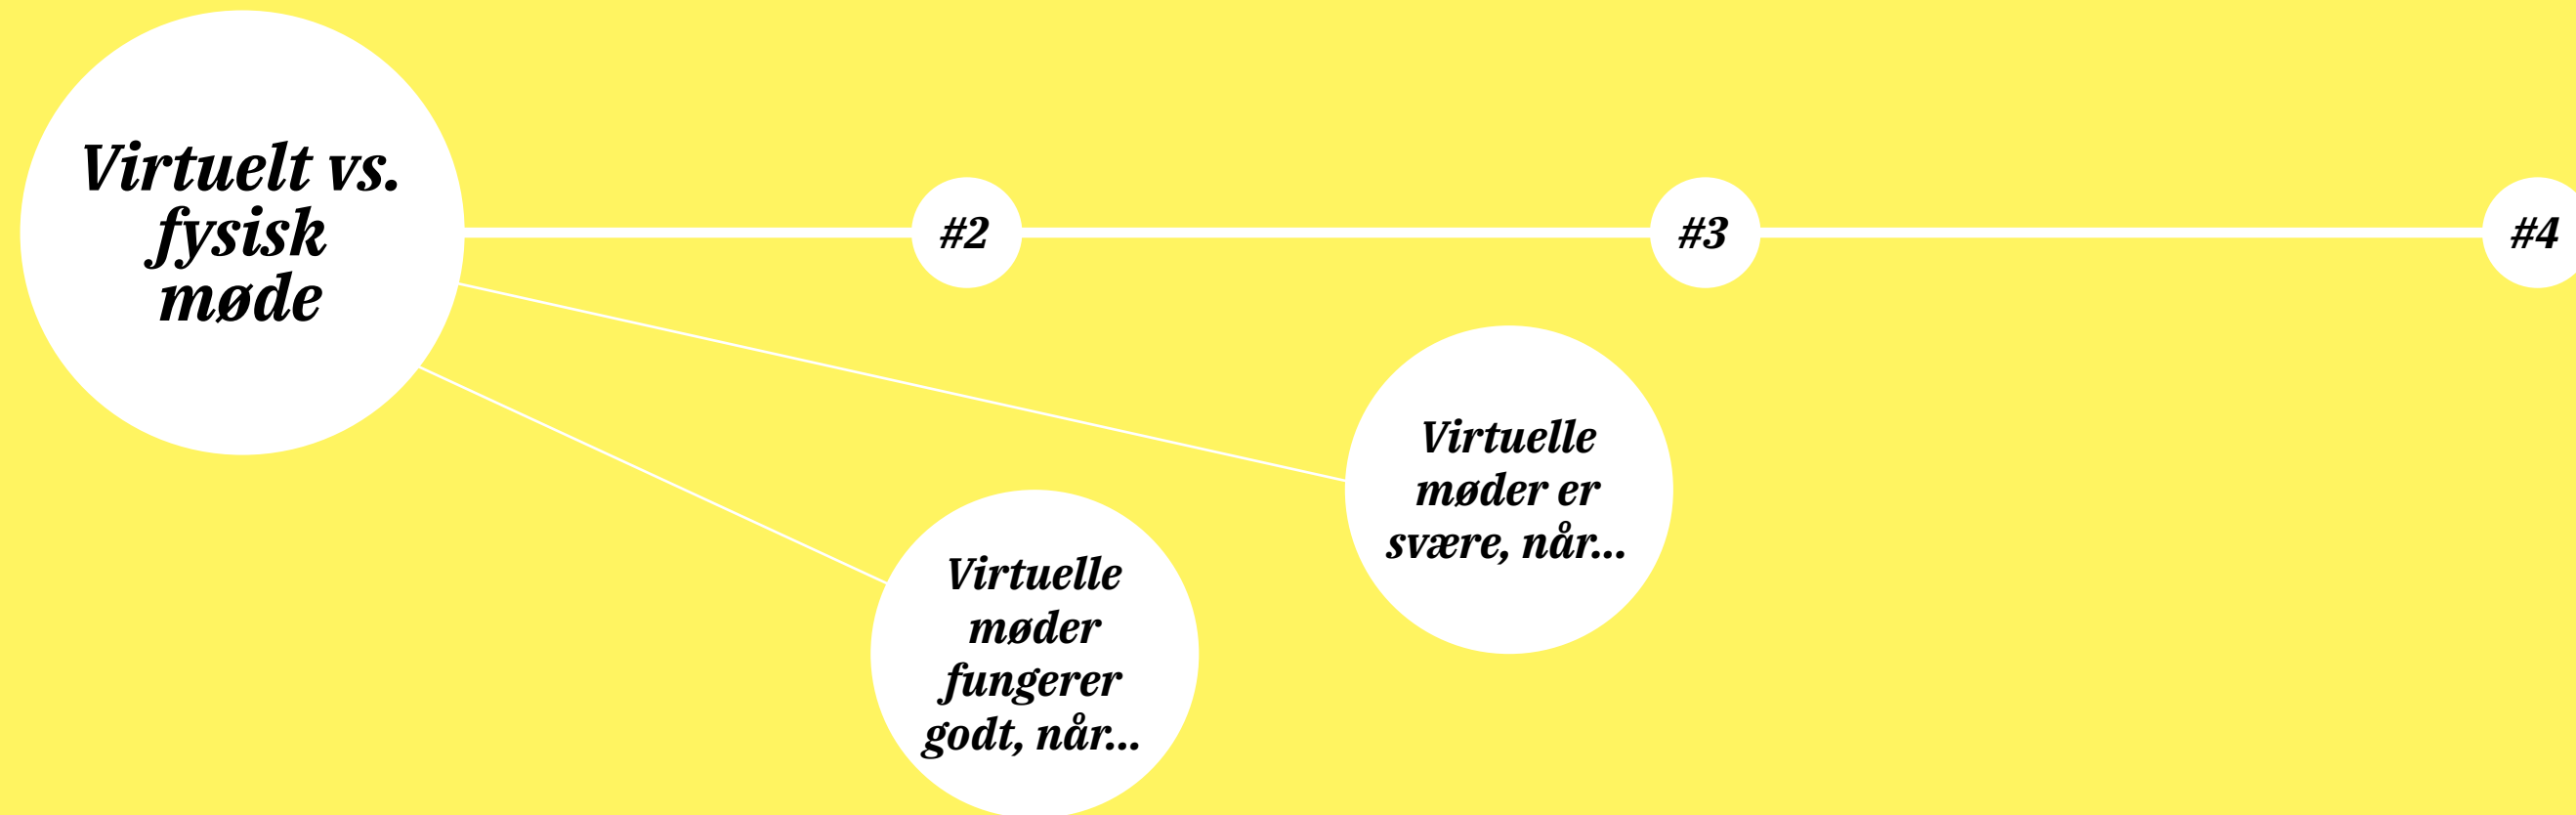 Virtuelt vs.
fysisk
møde
#2
#3
#4
Virtuelle
møder er
svære, når...
Virtuelle
møder
fungerer
godt, når...